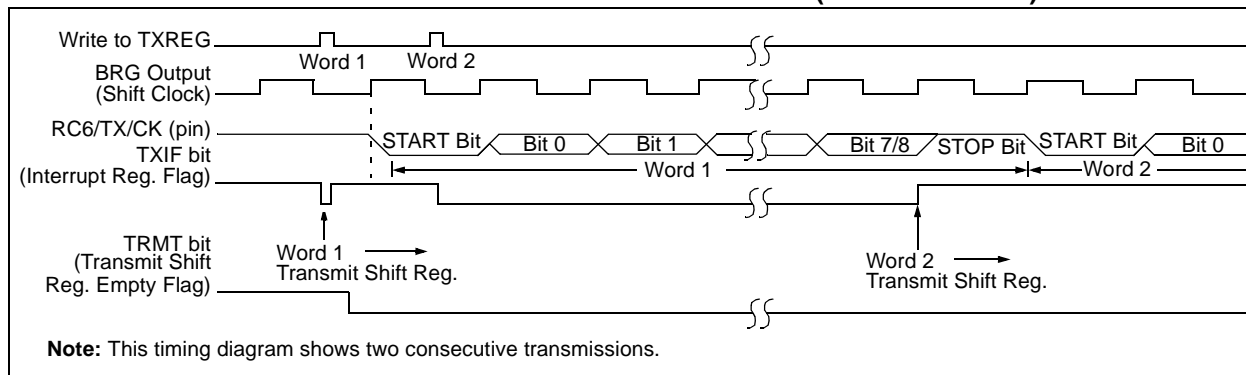 Write to TXREG
Word 1
Word 2
BRG Output
(Shift Clock)
RC6/TX/CK (pin)
START Bit
Bit 0
Bit 1
Bit 7/8
STOP Bit
START Bit
Bit 0
Word 1
Word 2
TXIF bit
(Interrupt Reg. Flag)
Word 1
Transmit Shift Reg.
Word 2
Transmit Shift Reg.
TRMT bit
(Transmit Shift
Reg. Empty Flag)
Note: This timing diagram shows two consecutive transmissions.